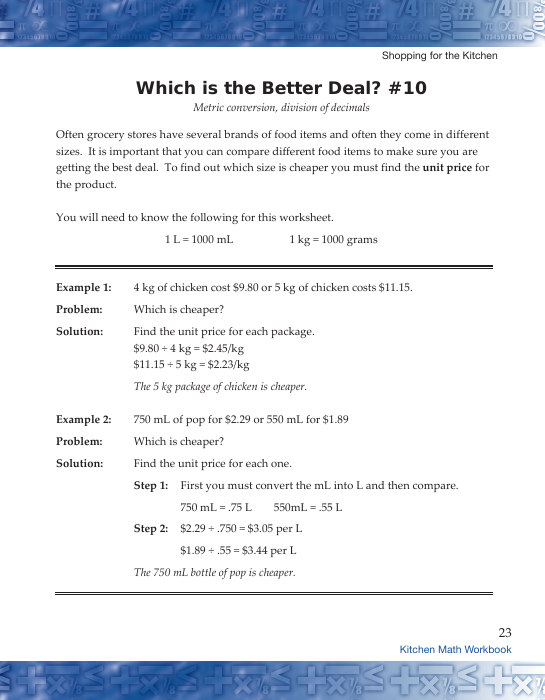 Shopping for the Kitchen
Which is the Better Deal? #10
Metric conversion, division of decimals
Often grocery stores have several brands of food items and often they come in different
sizes.  It is important that you can compare different food items to make sure you are
getting the best deal.  To find out which size is cheaper you must find the unit price for
the product.
You will need to know the following for this worksheet.
1 L = 1000 mL    1 kg = 1000 grams
Example 1:    4 kg of chicken cost $9.80 or 5 kg of chicken costs $11.15.
Problem:    Which is cheaper?
Solution:    Find the unit price for each package.
$9.80 ÷ 4 kg = $2.45/kg
$11.15 ÷ 5 kg = $2.23/kg
The 5 kg package of chicken is cheaper.
Example 2:    750 mL of pop for $2.29 or 550 mL for $1.89
Problem:    Which is cheaper?
Solution:    Find the unit price for each one.
Step 1:    First you must convert the mL into L and then compare.
750 mL = .75 L    550mL = .55 L
Step 2:    $2.29 ÷ .750 = $3.05 per L
$1.89 ÷ .55 = $3.44 per L
The 750 mL bottle of pop is cheaper.
23
Kitchen Math Workbook